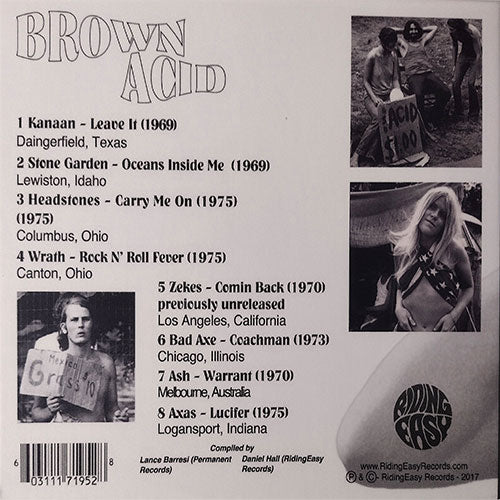 BROWN
ACID
1 Kanaan - Leave It (1969)
Daingerfield, Texas
2 Stone Garden - Oceans Inside Me (1969)
Lewiston, Idaho
3 Headstones - Carry Me On (1975)
(1975)
Columbus, Ohio
4 Wrath - Rock N' Roll Fever (1975)
Canton, Ohio
5 Zekes - Comin Back (1970)
previously unreleased
Los Angeles, California
6 Bad Axe - Coachman (1973)
Chicago, Illinois
7 Ash - Warrant (1970)
Melbourne, Australia
8 Axas - Lucifer (1975)
Logansport, Indiana
Compiled by
Lance Barresi (Permanent Records)
Daniel Hall (RidingEasy Records)
ACID
$1.00
Mexican
Grass $10
6 03111 71952 8
RIDING
EASY
www.RidingEasyRecords.com
℗ & ©- RidingEasy Records - 2017